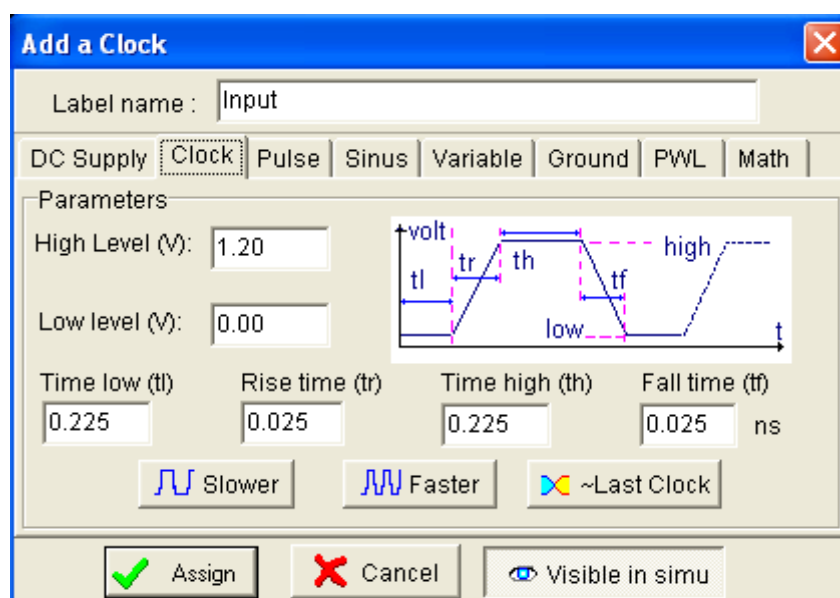 Add a Clock
Label name : Input
DC Supply Clock Pulse Sinus Variable Ground PWL Math
Parameters
High Level (V): 1.20
Low level (V): 0.00
volt
tr th high
tl tf
low t
Time low (tl) Rise time (tr) Time high (th) Fall time (tf)
0.225 0.025 0.225 0.025 ns
Slower Faster ~Last Clock
Assign Cancel Visible in simu